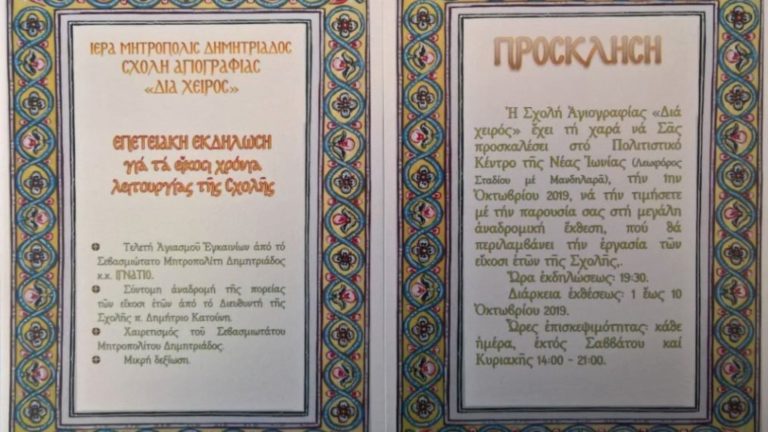 ΙΕΡΑ ΜΗΤΡΟΠΟΛΙΣ ΔΗΜΗΤΡΙΑΔΟΣ
ΣΧΟΛΗ ΑΓΙΟΓΡΑΦΙΑΣ
«ΔΙΑ ΧΕΙΡΟΣ»
ΕΠΕΤΕΙΑΚΗ ΕΚΔΗΛΩΣΗ
γιά τά εἴκοσι χρόνια
λειτουργίας τῆς Σχολῆς
Τελετή Ἁγιασμοῦ Ἐγκαινίων ἀπό τό
Σεβασμιώτατο Μητροπολίτη Δημητριάδος
κ.κ. ΙΓΝΑΤΙΟ.
Σύντομη ἀναδρομή τῆς πορείας
τῶν εἴκοσι ἐτῶν ἀπό τό Διευθυντή τῆς
Σχολῆς π. Δημήτριο Κατούνη.
Χαιρετισμός τοῦ Σεβασμιωτάτου
Μητροπολίτου Δημητριάδος.
Μικρή δεξίωση.
ΠΡΟΣΚΛΗΣΗ
Ἡ Σχολή Ἁγιογραφίας «Διά
χειρός» ἔχει τή χαρά νά Σᾶς
προσκαλέσει στό Πολιτιστικό
Κέντρο τῆς Νέας Ἰωνίας (Λεωφόρος
Σταδίου μέ Μανδηλαρᾶ), τήν 1ην
Ὀκτωβρίου 2019, νά τήν τιμήσετε
μέ τήν παρουσία σας στή μεγάλη
ἀναδρομική ἔκθεση, πού θά
περιλαμβάνει τήν ἐργασία τῶν
εἴκοσι ἐτῶν τῆς Σχολῆς,.
Ὥρα ἐκδηλώσεως: 19:30.
Διάρκεια ἐκθέσεως: 1 ἕως 10
Ὀκτωβρίου 2019.
Ὧρες ἐπισκεψιμότητας: κάθε
ἡμέρα, ἐκτός Σαββάτου καί
Κυριακῆς 14:00 - 21:00.